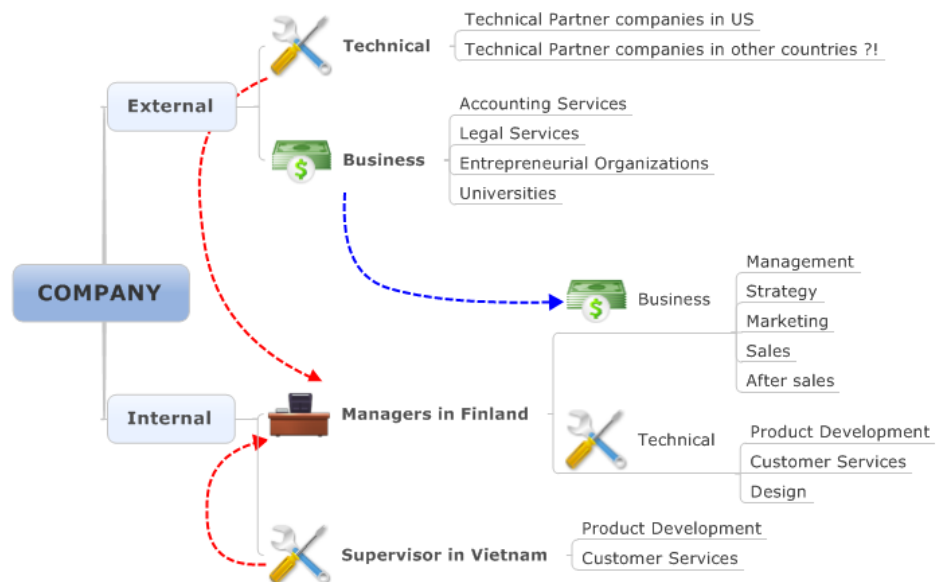 Technical Partner companies in US
Technical
Technical Partner companies in other countries ?!
External
Accounting Services
Legal Services
Business
Entrepreneurial Organizations
Universities
COMPANY
Management
Business
Strategy
Marketing
Sales
After sales
Internal
Managers in Finland
Technical
Product Development
Customer Services
Design
Supervisor in Vietnam
Product Development
Customer Services